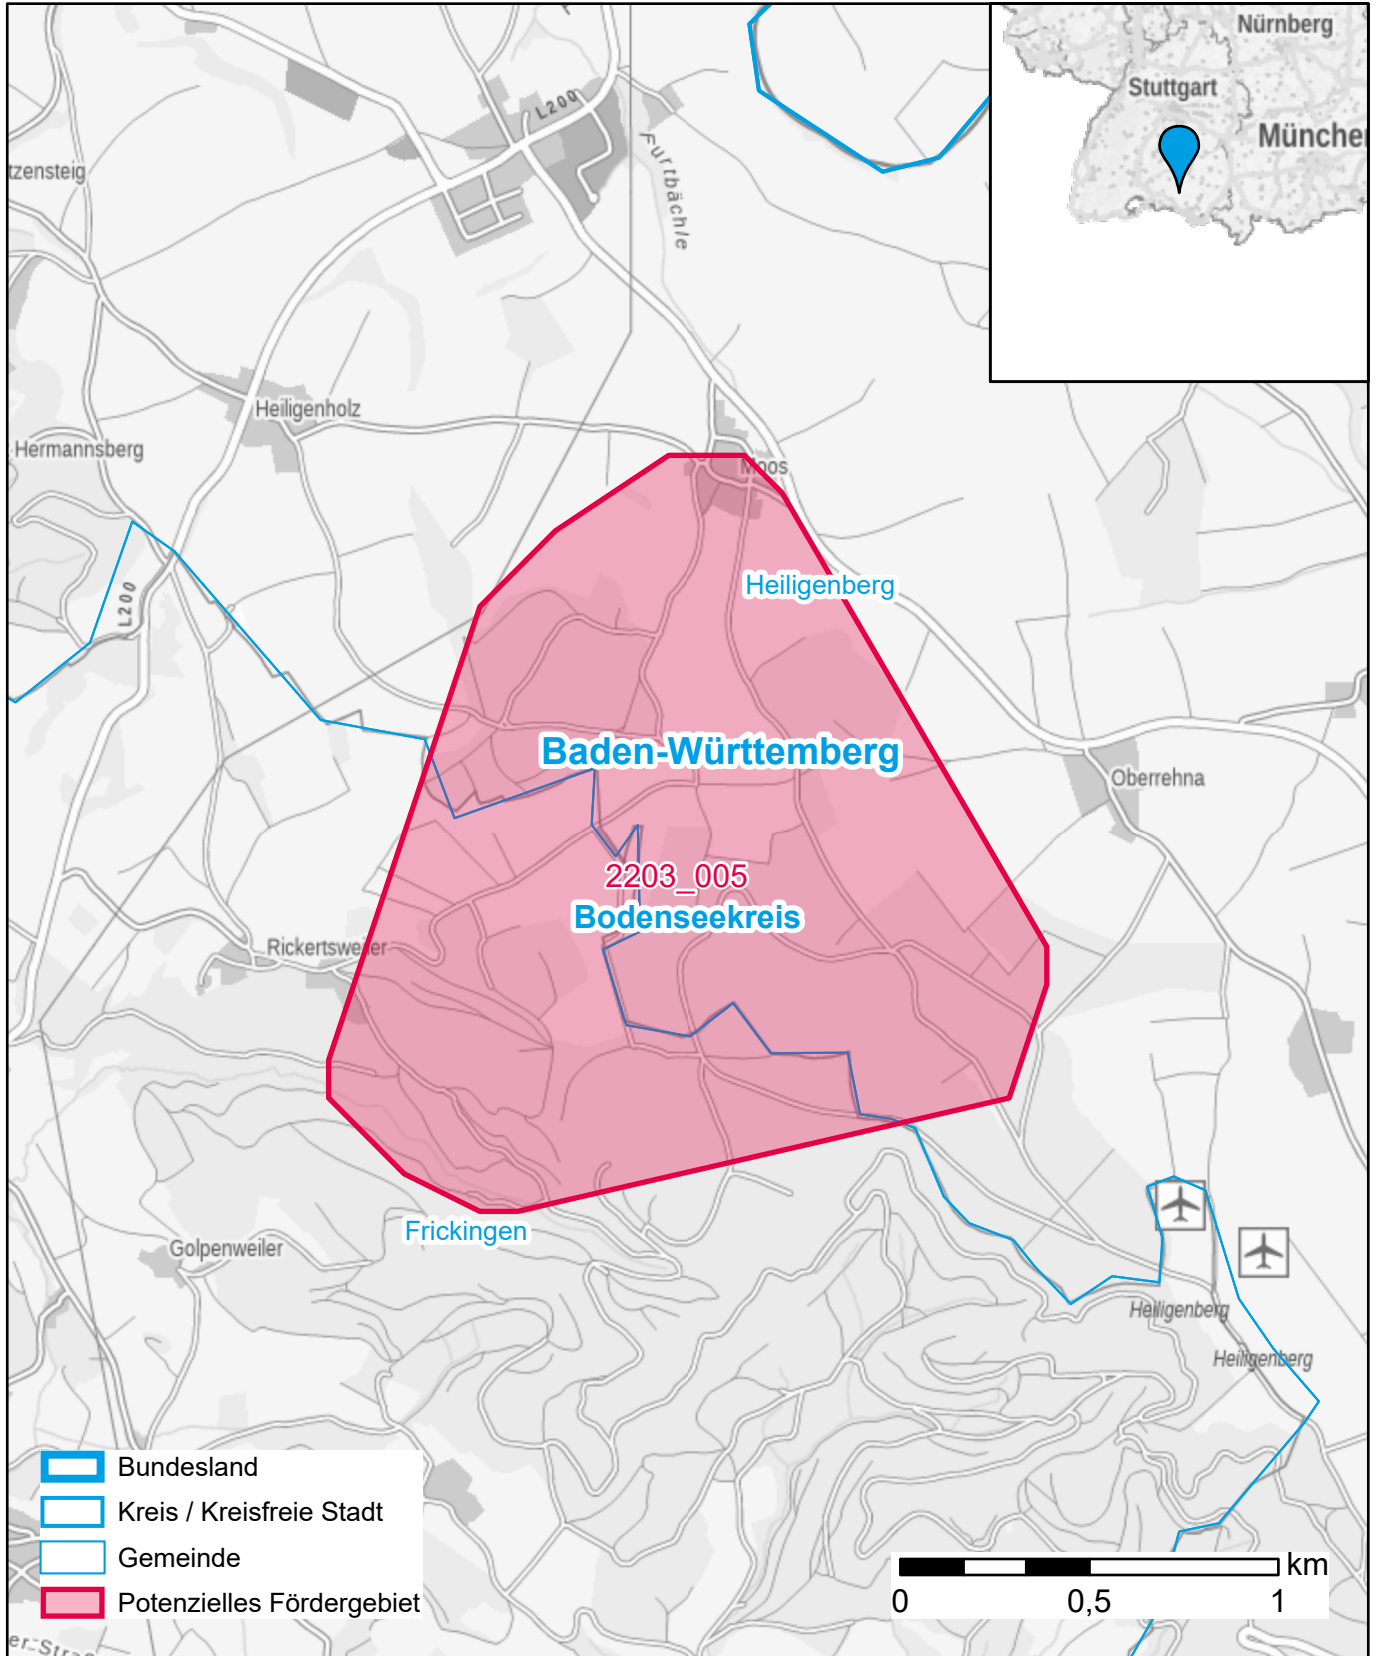 Nürnberg
Stuttgart
Münche
L200
Furtbächle
tzensteig
Heiligenholz
Hermannsberg
Moos
L200
Heiligenberg
Baden-Württemberg
Oberrehna
2203_005
Bodenseekreis
Rickertsweiler
Frickingen
Golpenweiler
Heiligenberg
Heiligenberg
Bundesland
Kreis / Kreisfreie Stadt
Gemeinde
Potenzielles Fördergebiet
km
0 0,5 1